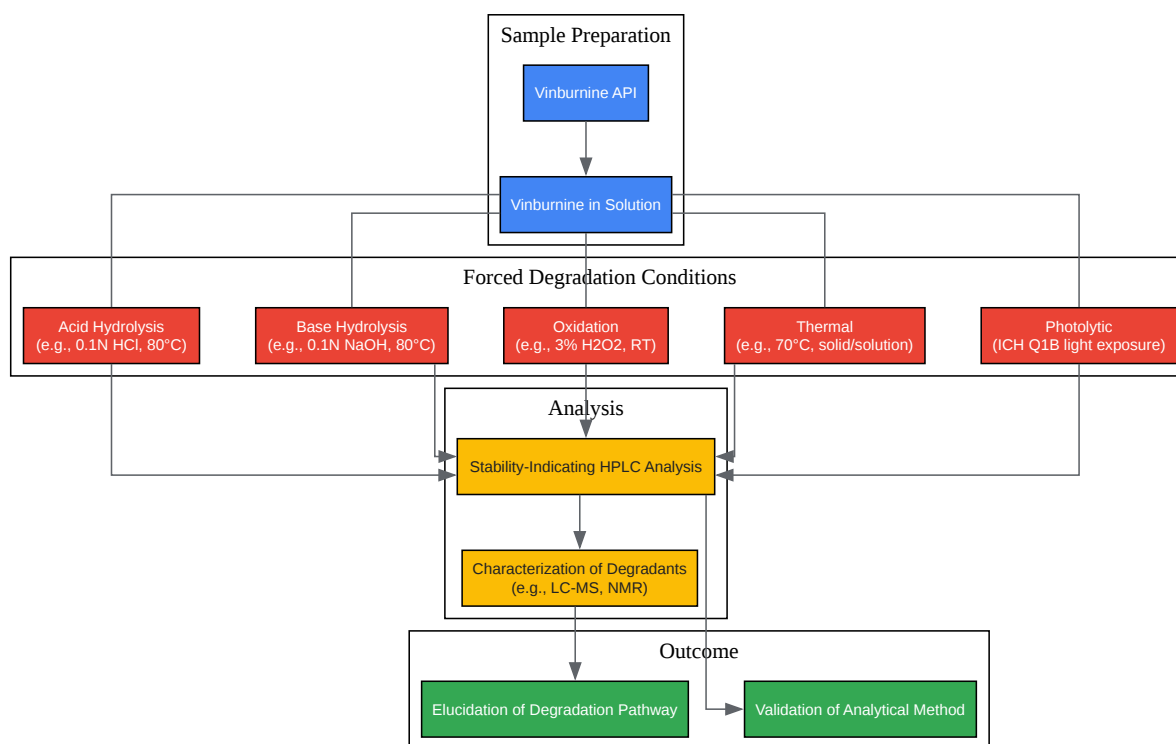 Sample Preparation
Vinburnine API
Vinburnine in Solution
Forced Degradation Conditions
Acid Hydrolysis
(e.g., 0.1N HCl, 80°C)
Base Hydrolysis
(e.g., 0.1N NaOH, 80°C)
Oxidation
(e.g., 3% H2O2, RT)
Thermal
(e.g., 70°C, solid/solution)
Photolytic
(ICH Q1B light exposure)
Analysis
Stability-Indicating HPLC Analysis
Characterization of Degradants
(e.g., LC-MS, NMR)
Outcome
Elucidation of Degradation Pathway
Validation of Analytical Method